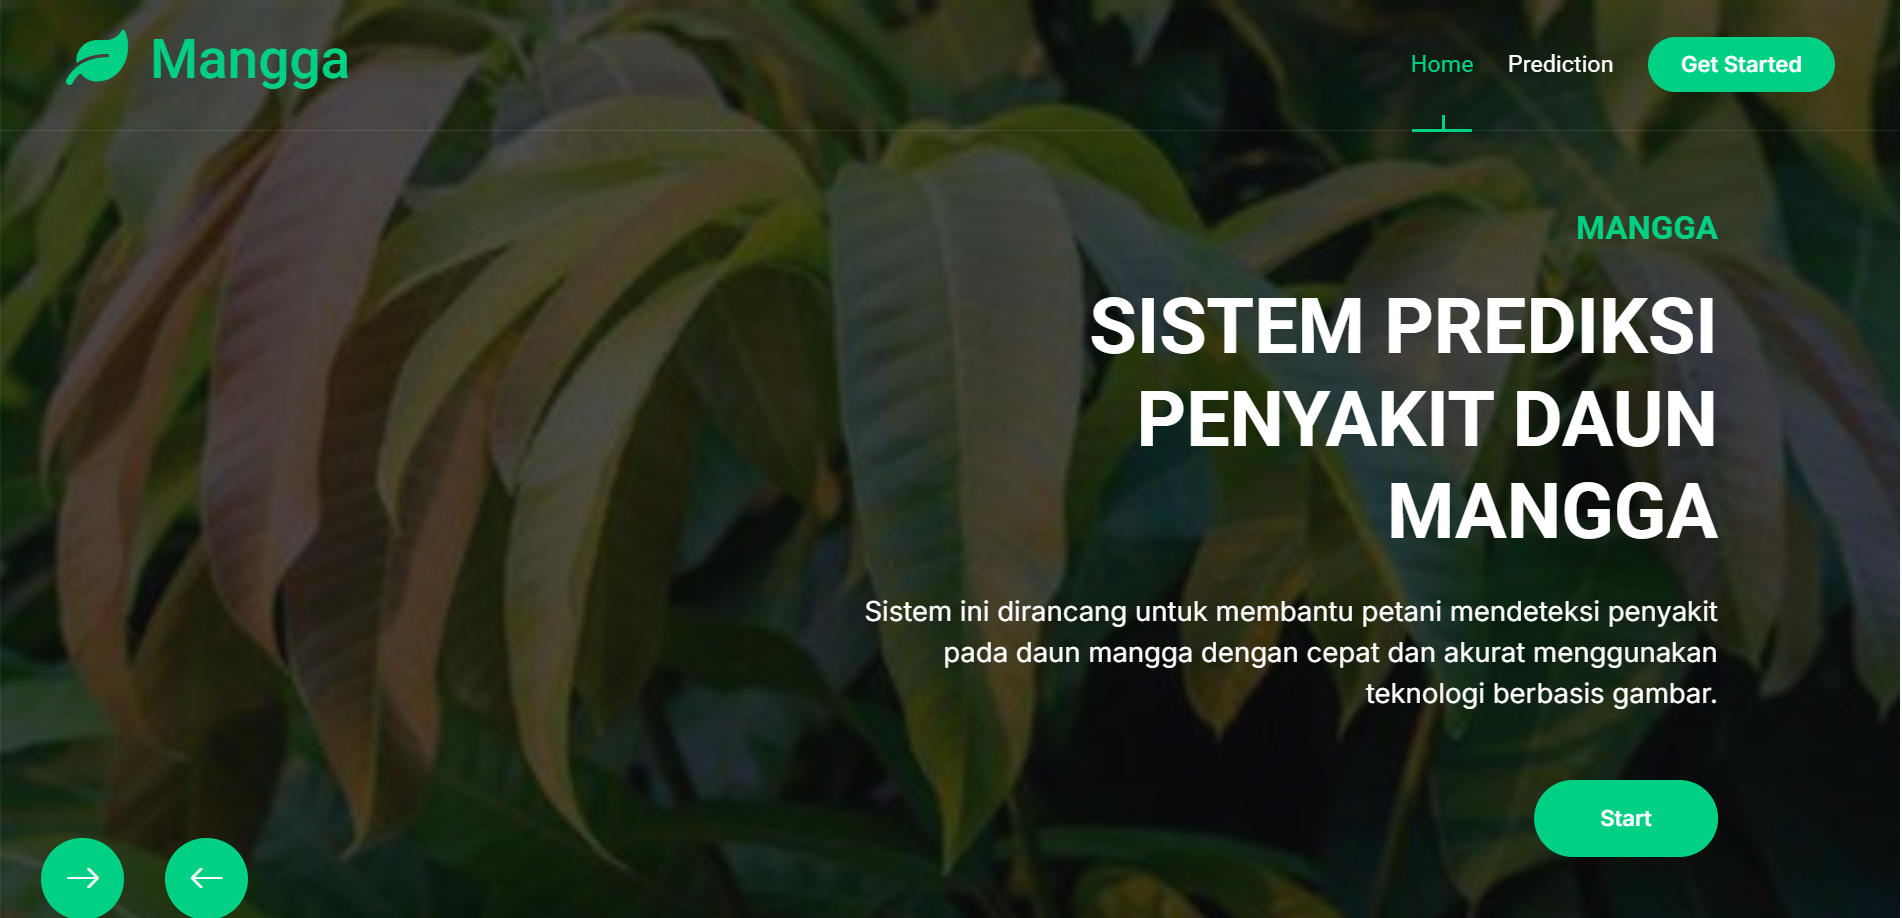 Mangga
Home
Prediction
Get Started
MANGGA
SISTEM PREDIKSI
PENYAKIT DAUN
MANGGA
Sistem ini dirancang untuk membantu petani mendeteksi penyakit
pada daun mangga dengan cepat dan akurat menggunakan
teknologi berbasis gambar.
Start